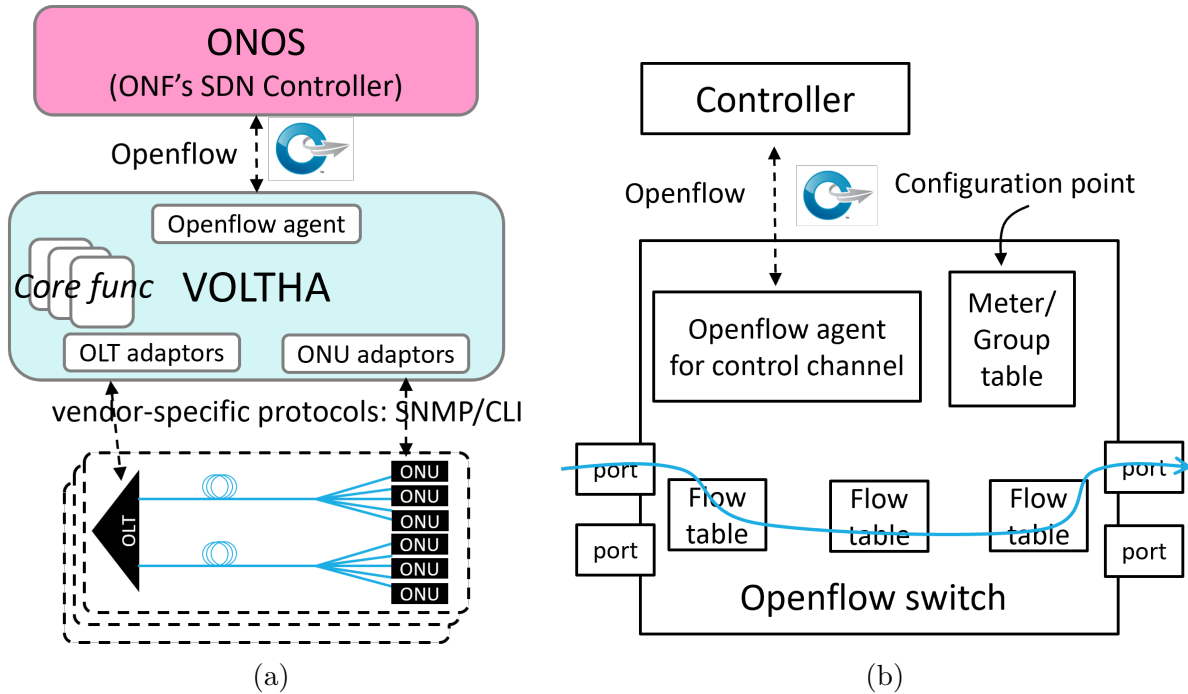 ONOS
(ONF's SDN Controller)
Openflow
Openflow agent
Core func
VOLTHA
OLT adaptors
ONU adaptors
vendor-specific protocols: SNMP/CLI
OLT
ONU
ONU
ONU
ONU
ONU
ONU
(a)
Controller
Openflow
Configuration point
Openflow agent
for control channel
Meter/
Group
table
port
port
Flow
table
Flow
table
Flow
table
port
port
Openflow switch
(b)